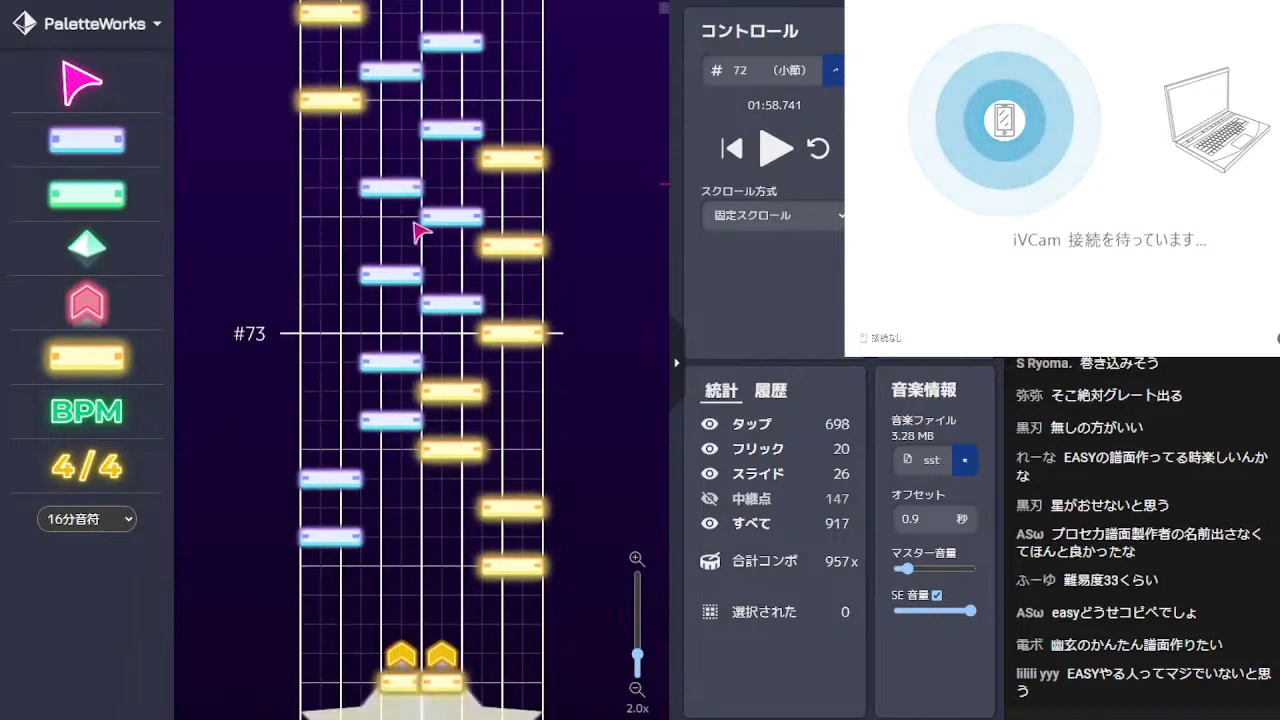 PaletteWorks
BPM
4/4
16分音符
#73
2.0x
コントロール
# 72 (小節)
01:58.741
スクロール方式
固定スクロール
iVCam 接続を待っています...
接続なし
統計 履歴
タップ 698
フリック 20
スライド 26
中継点 147
すべて 917
合計コンボ 957x
選択された 0
音楽情報
音楽ファイル
3.28 MB
sst
オフセット
0.9 秒
マスター音量
SE 音量
S Ryoma. 巻き込みそう
弥弥 そこ絶対グレート出る
黒刃 無しの方がいい
れーな EASYの譜面作ってる時楽しいんか
な
黒刃 星がおせないと思う
ASω プロセカ譜面製作者の名前出さなく
てほんと良かったな
ふーゆ 難易度33くらい
ASω easyどうせコピペでしょ
電ボ 幽玄のかんたん譜面作りたい
lilili yyy EASYやる人ってマジでいないと思
う